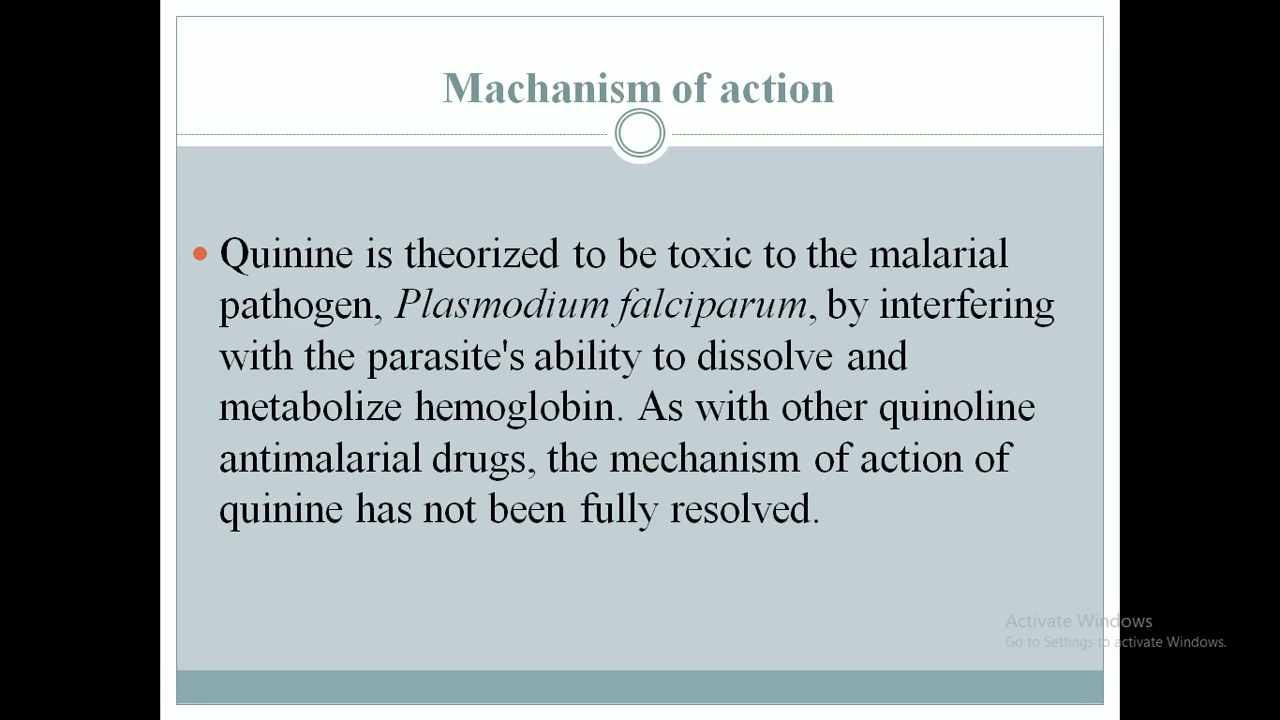 Machanism of action
• Quinine is theorized to be toxic to the malarial
pathogen, Plasmodium falciparum, by interfering
with the parasite's ability to dissolve and
metabolize hemoglobin. As with other quinoline
antimalarial drugs, the mechanism of action of
quinine has not been fully resolved.
Activate Windows
Go to Settings to activate Windows.